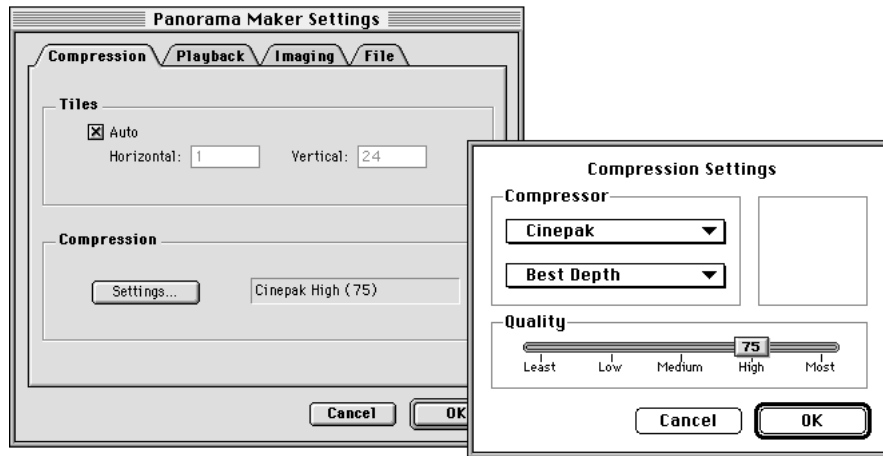 Panorama Maker Settings
Compression Playback Imaging File
Tiles
Auto
Horizontal: 1 Vertical: 24
Compression
Settings... Cinepak High (75)
Cancel OK
Compression Settings
Compressor
Cinepak
Best Depth
Quality
75
Least Low Medium High Most
Cancel OK